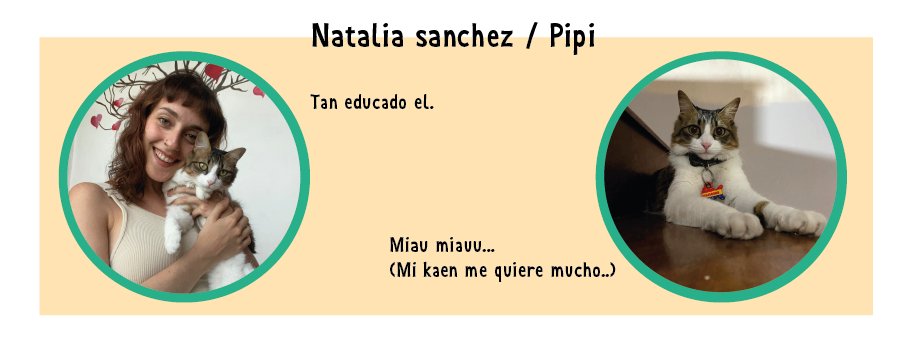 Natalia sanchez / Pipi
Tan educado el.
Miau miauu...
(Mi kaen me quiere mucho..)